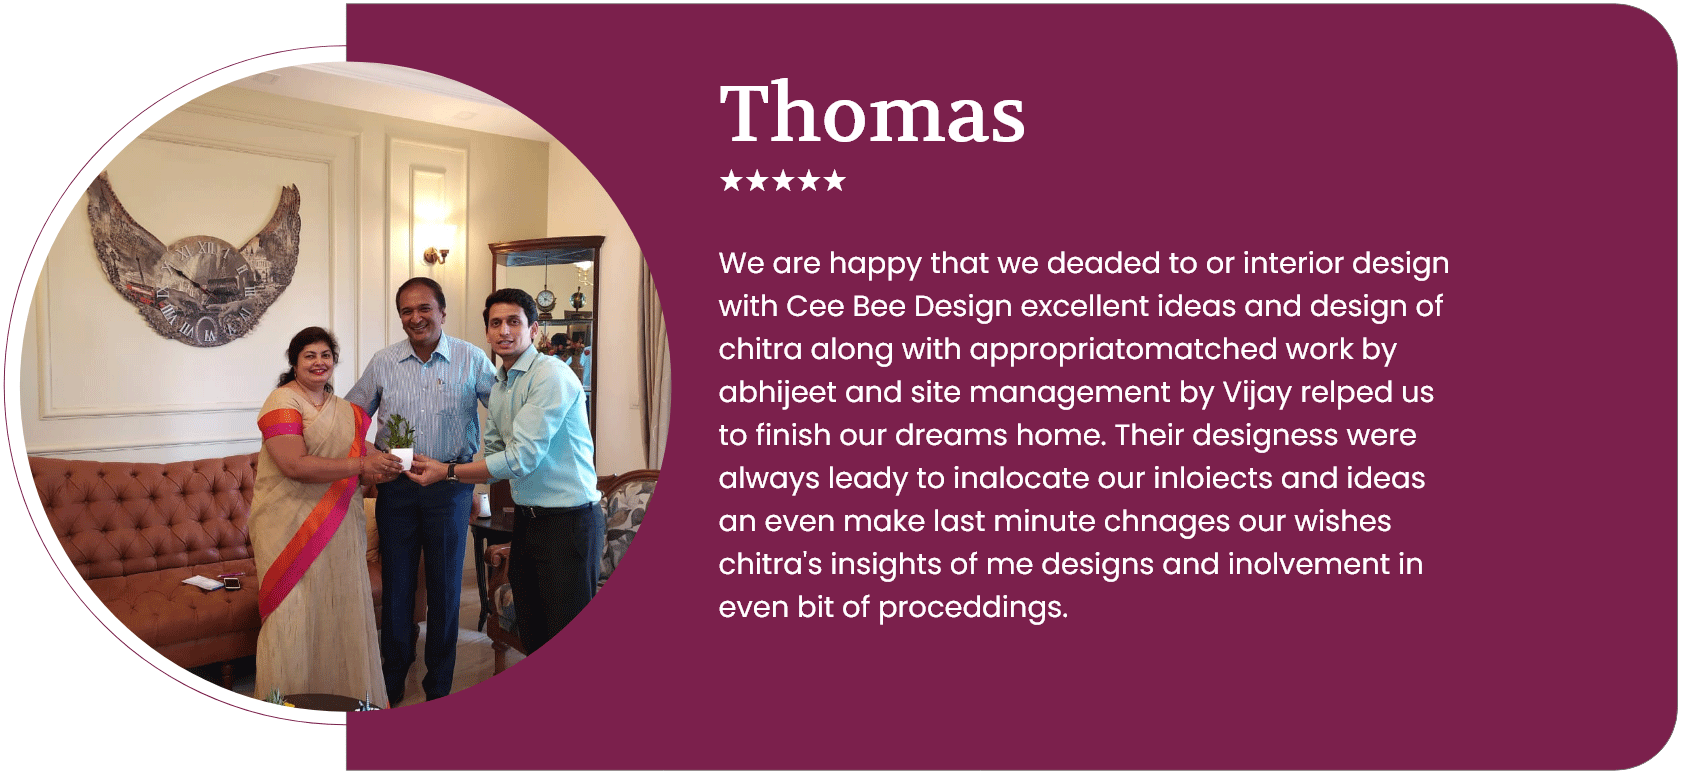 Thomas
★★★★★
We are happy that we deaded to or interior design
with Cee Bee Design excellent ideas and design of
chitra along with appropriatomatched work by
abhijeet and site management by Vijay relped us
to finish our dreams home. Their designess were
always leady to inalocate our inloiects and ideas
an even make last minute chnages our wishes
chitra's insights of me designs and inolvement in
even bit of proceddings.